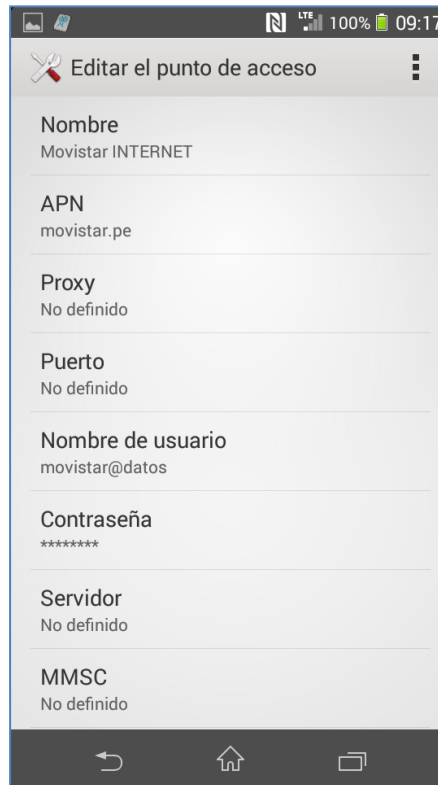 LTE 100% 09:17
Editar el punto de acceso
Nombre
Movistar INTERNET
APN
movistar.pe
Proxy
No definido
Puerto
No definido
Nombre de usuario
movistar@datos
Contraseña
********
Servidor
No definido
MMSC
No definido